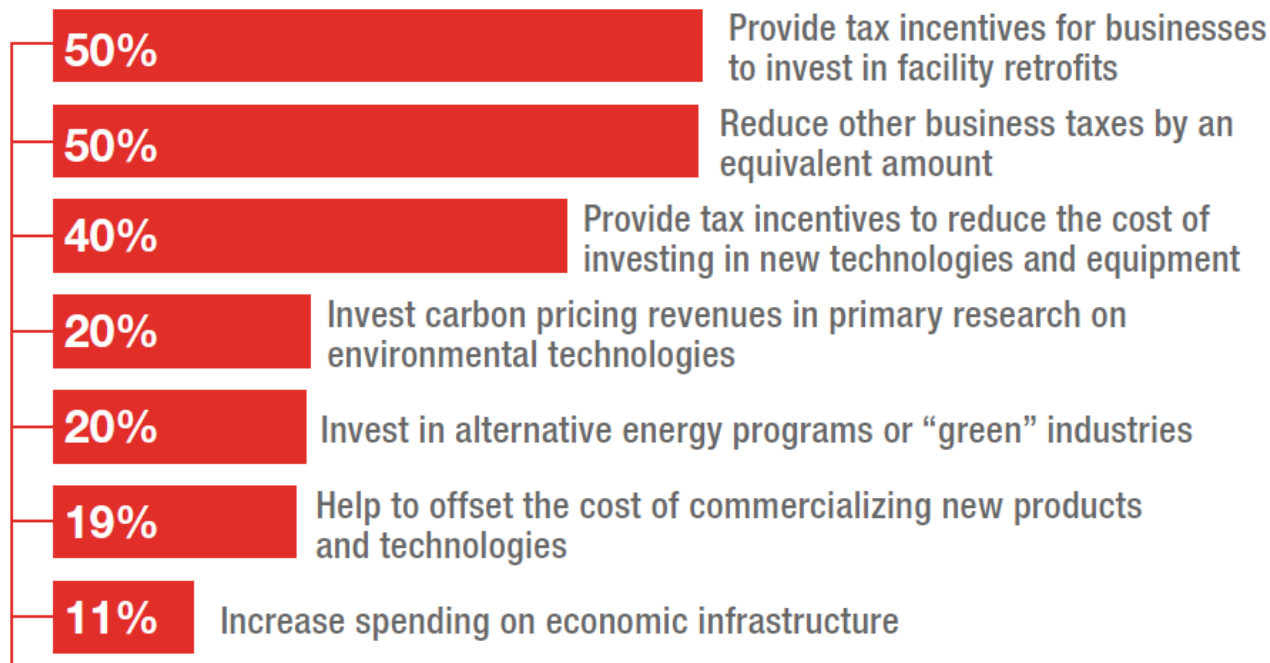 50%
Provide tax incentives for businesses
to invest in facility retrofits
50%
Reduce other business taxes by an
equivalent amount
40%
Provide tax incentives to reduce the cost of
investing in new technologies and equipment
20%
Invest carbon pricing revenues in primary research on
environmental technologies
20%
Invest in alternative energy programs or “green” industries
19%
Help to offset the cost of commercializing new products
and technologies
11%
Increase spending on economic infrastructure